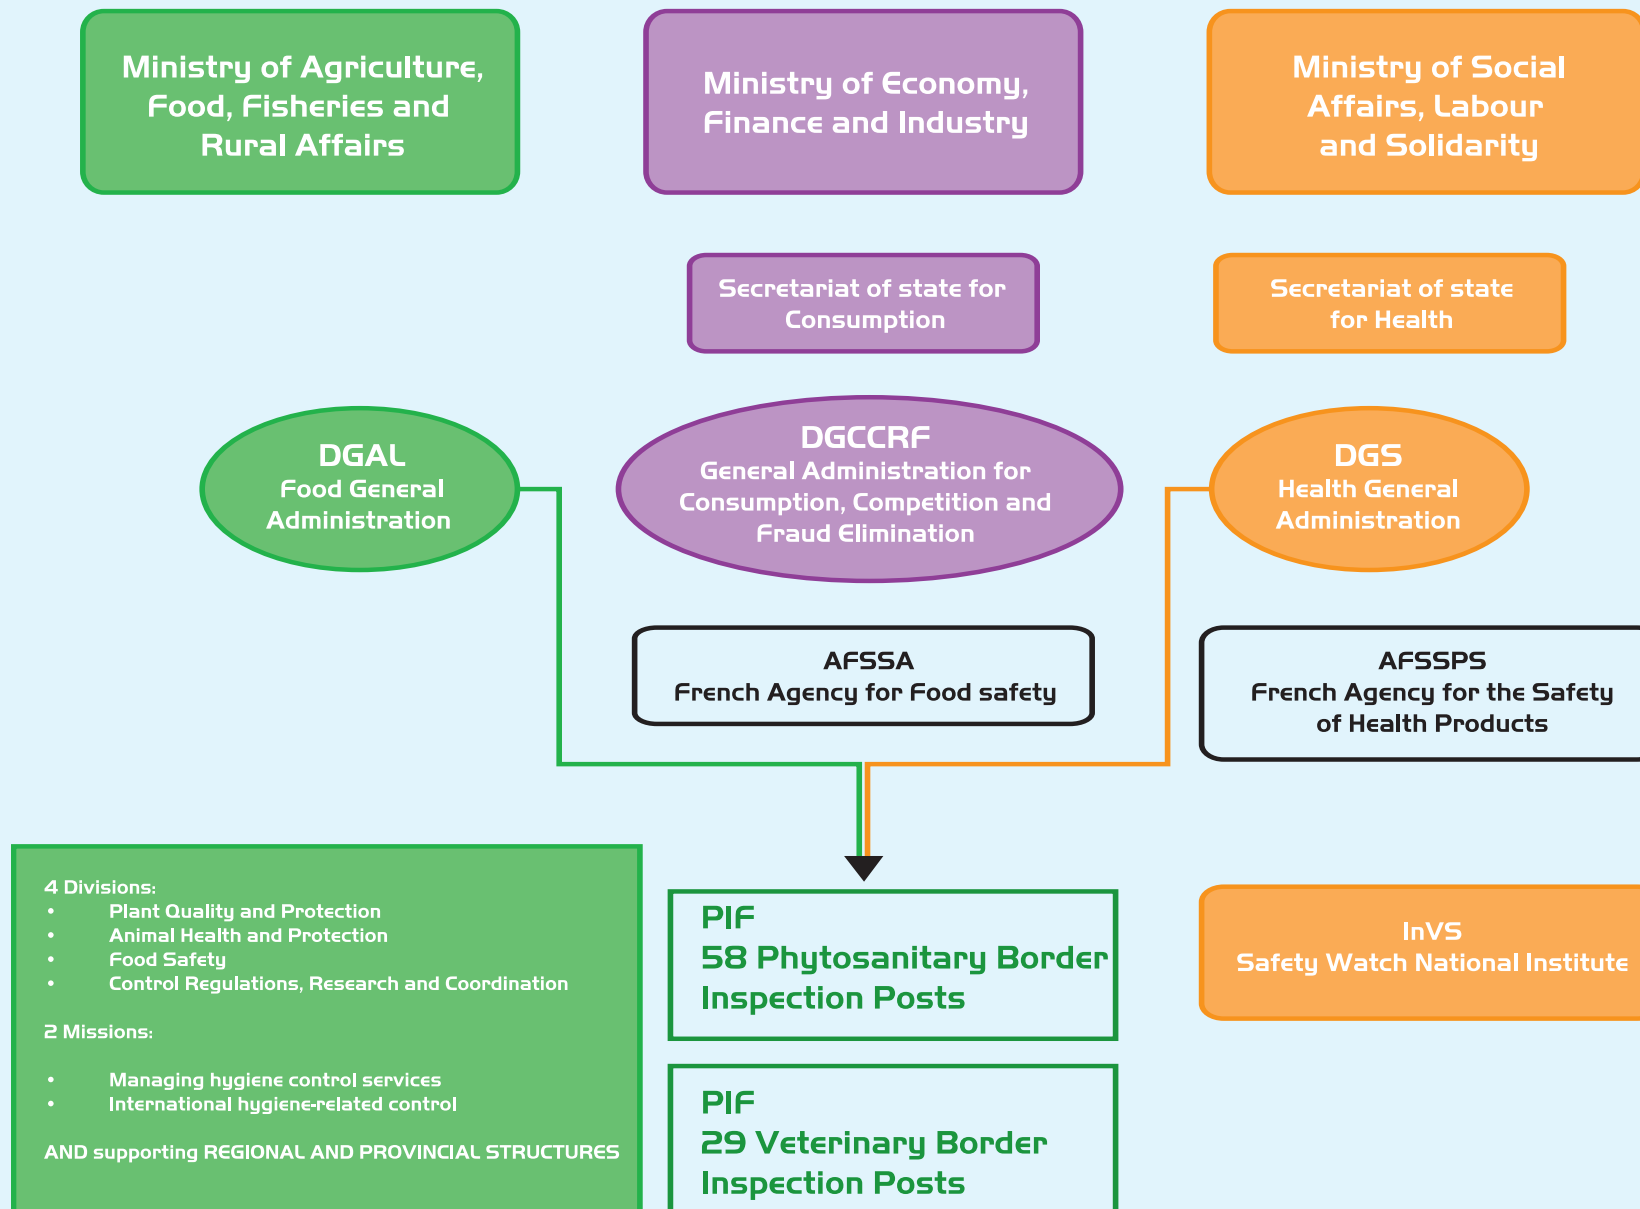 Ministry of Agriculture,
Food, Fisheries and
Rural Affairs
Ministry of Economy,
Finance and Industry
Ministry of Social
Affairs, Labour
and Solidarity
Secretariat of state for
Consumption
Secretariat of state
for Health
DGAL
Food General
Administration
DGCCRF
General Administration for
Consumption, Competition and
Fraud Elimination
DGS
Health General
Administration
AFSSA
French Agency for Food safety
AFSSPS
French Agency for the Safety
of Health Products
4 Divisions:
• Plant Quality and Protection
• Animal Health and Protection
• Food Safety
• Control Regulations, Research and Coordination
2 Missions:
• Managing hygiene control services
• International hygiene-related control
AND supporting REGIONAL AND PROVINCIAL STRUCTURES
PIF
58 Phytosanitary Border
Inspection Posts
PIF
29 Veterinary Border
Inspection Posts
InVS
Safety Watch National Institute